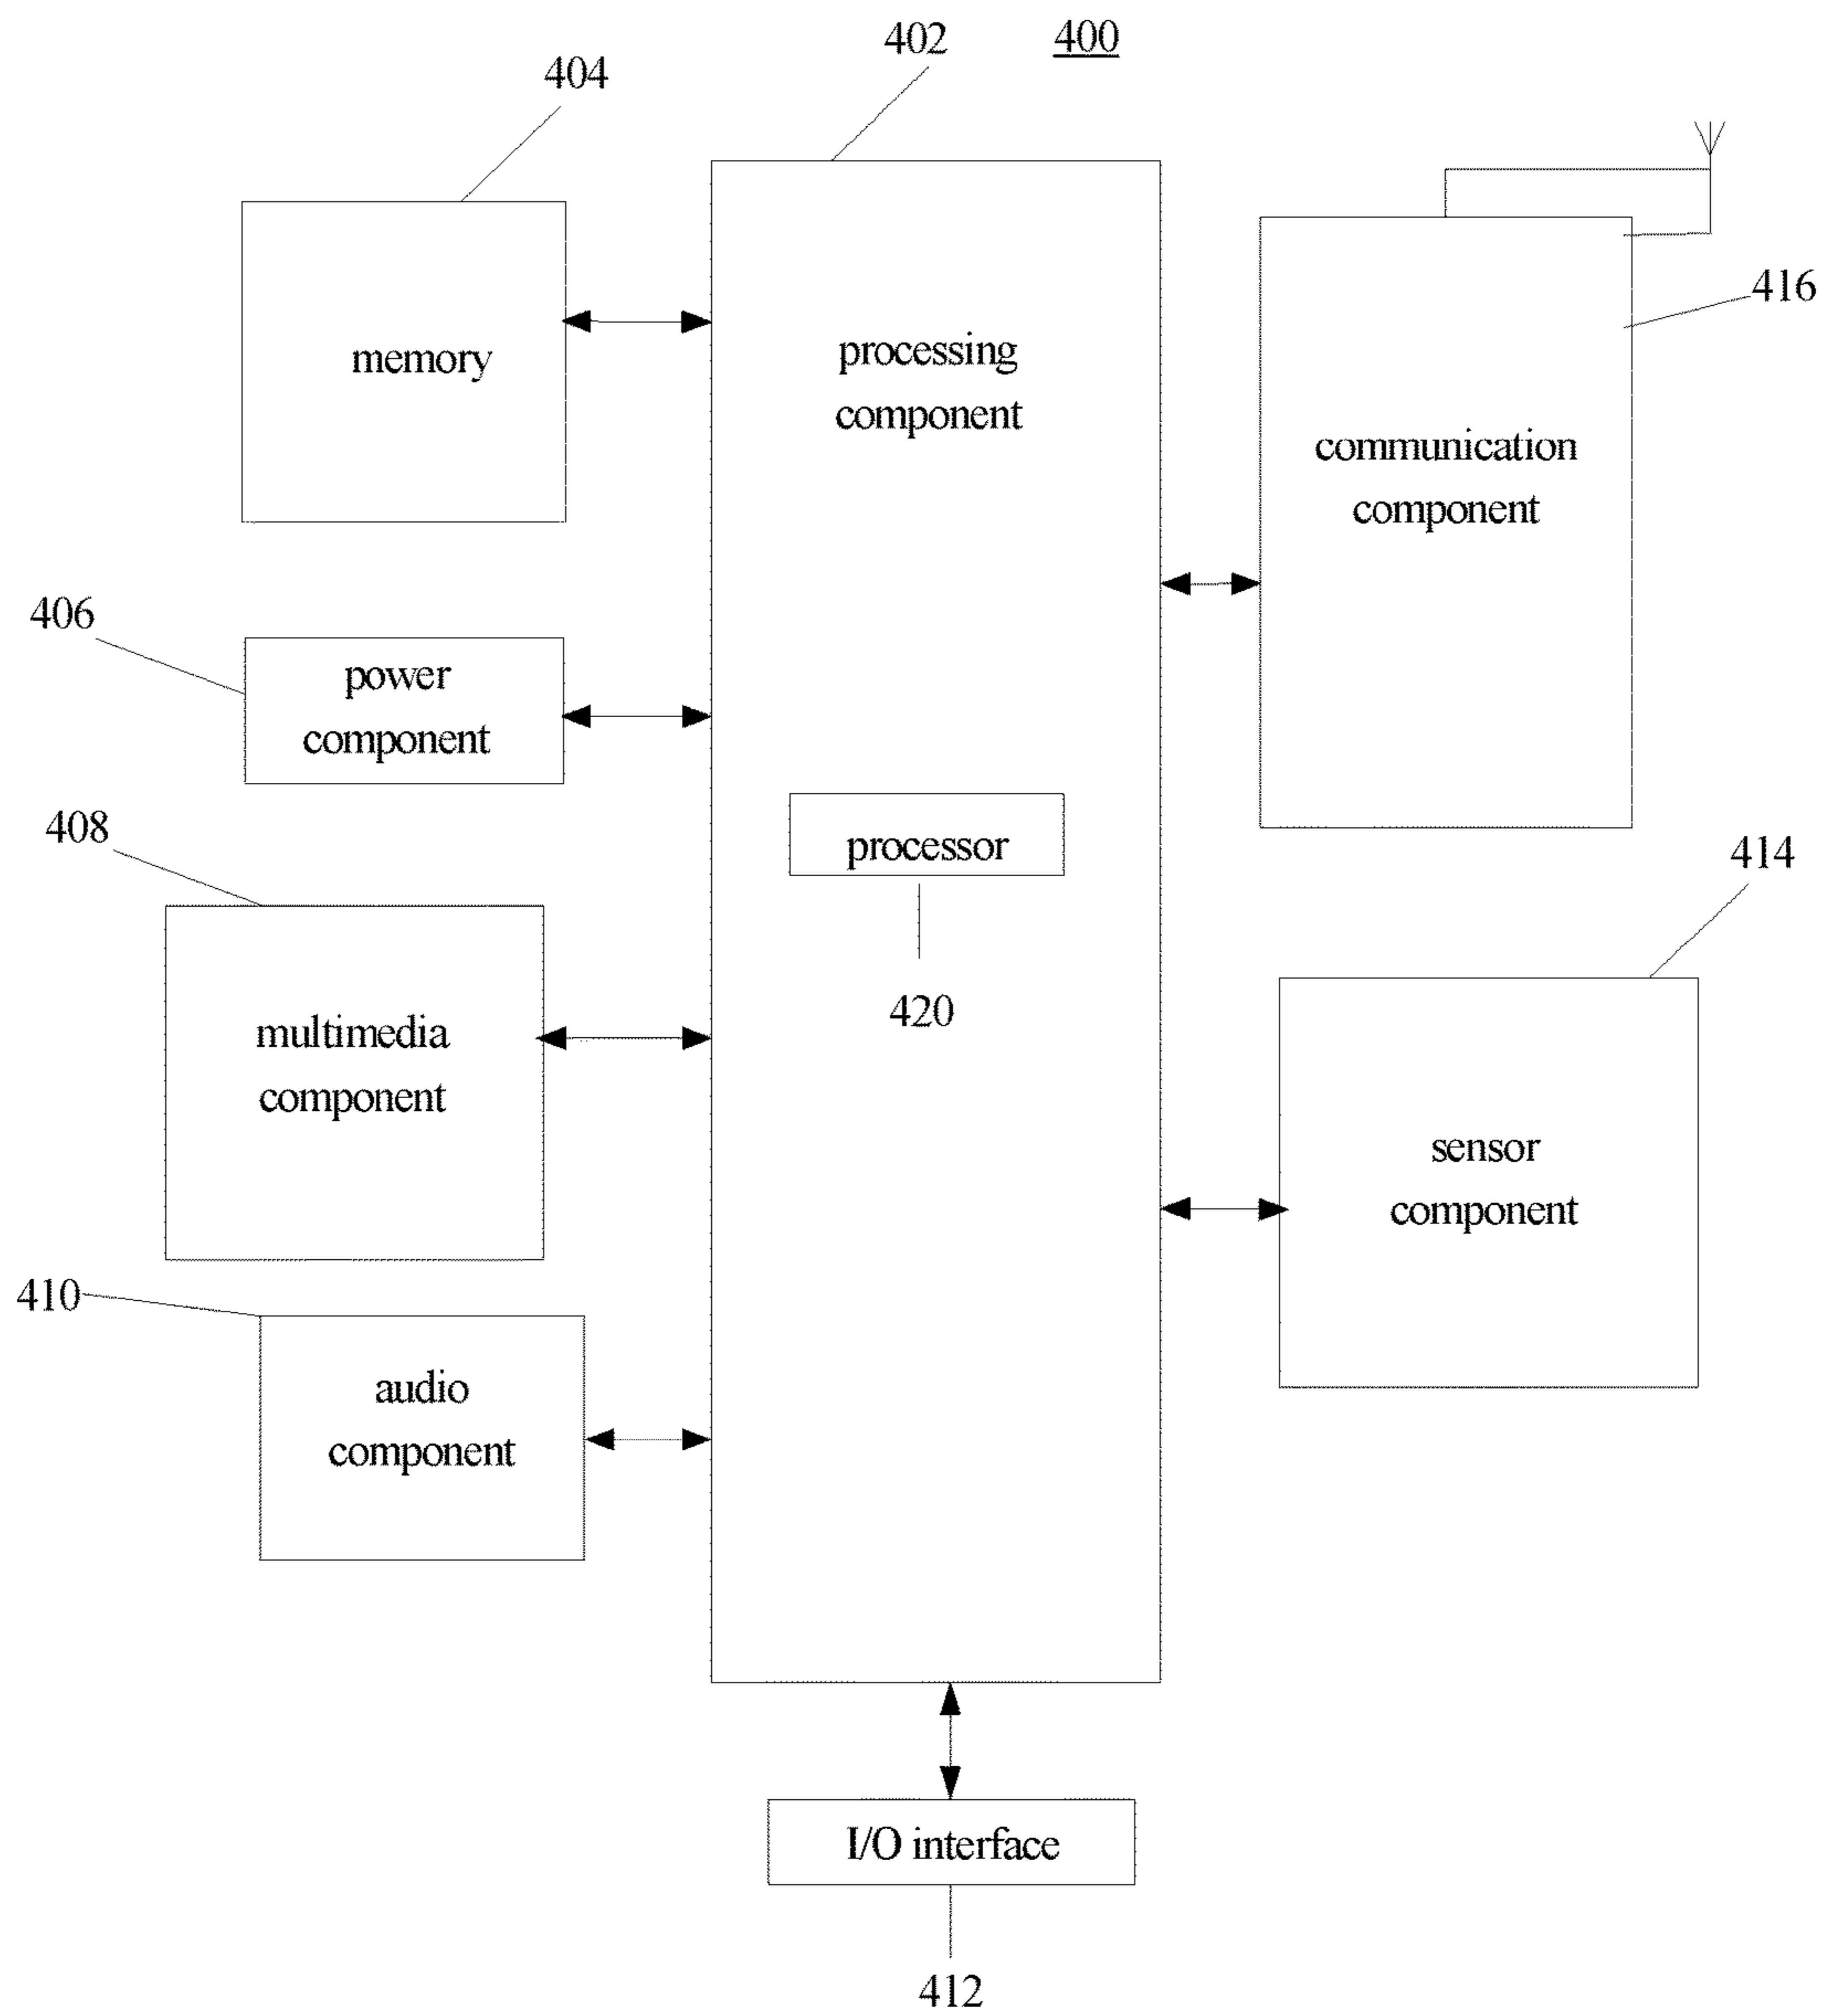 402
400
404
416
memory
processing
component
communication
component
406
power
component
408
processor
414
420
multimedia
component
sensor
component
410
audio
component
I/O interface
412